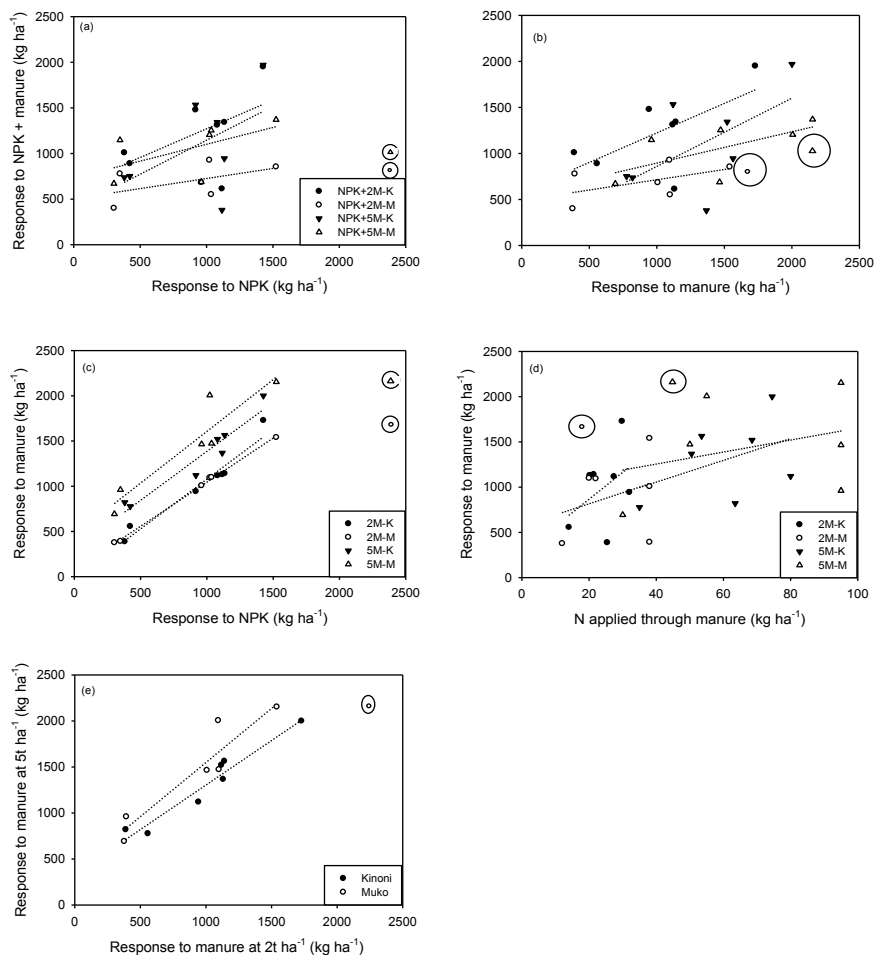 (a)
Response to NPK + manure (kg ha-1)
2500
2000
1500
1000
500
0
0 500 1000 1500 2000 2500
Response to NPK (kg ha-1)
NPK+2M-K
NPK+2M-M
NPK+5M-K
NPK+5M-M
(b)
2500
2000
1500
1000
500
0
0 500 1000 1500 2000 2500
Response to manure (kg ha-1)
(c)
Response to manure (kg ha-1)
2500
2000
1500
1000
500
0
0 500 1000 1500 2000 2500
Response to NPK (kg ha-1)
2M-K
2M-M
5M-K
5M-M
(d)
Response to manure (kg ha-1)
2500
2000
1500
1000
500
0
0 20 40 60 80 100
N applied through manure (kg ha-1)
2M-K
2M-M
5M-K
5M-M
(e)
Response to manure at 5t ha-1 (kg ha-1)
2500
2000
1500
1000
500
0
0 500 1000 1500 2000 2500
Response to manure at 2t ha-1 (kg ha-1)
Kinoni
Muko